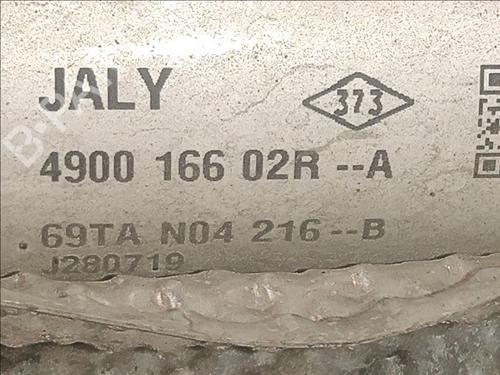 JALY
373
4900 166 02R --A
.69TA N04 216--B
J280719